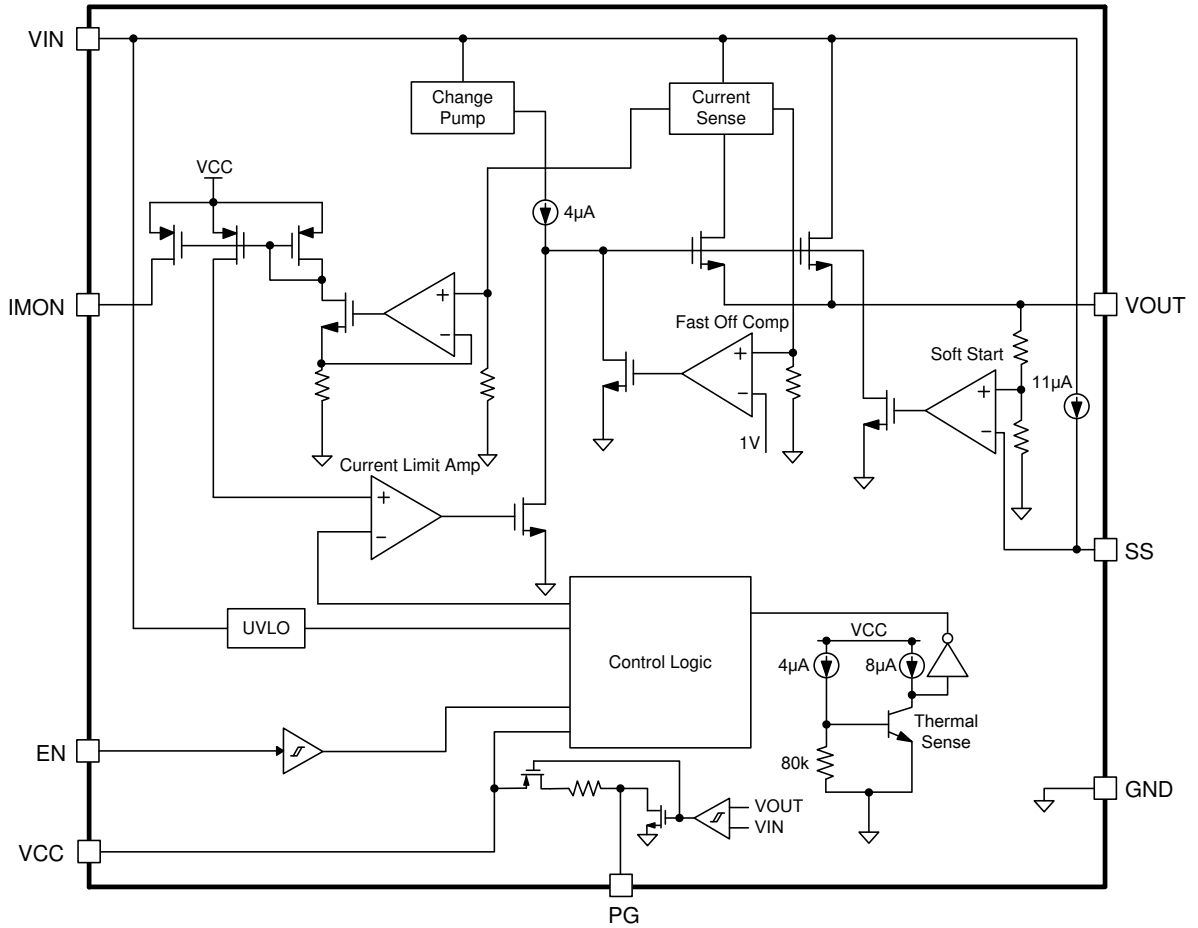 VIN
Change
Pump
Current
Sense
VCC
4µA
IMON
VOUT
+
−
Fast Off Comp
+
−
1V
Soft Start
+
−
11µA
Current Limit Amp
+
−
SS
UVLO
Control Logic
VCC
4µA
8µA
Thermal
Sense
80k
EN
GND
VOUT
VIN
VCC
PG